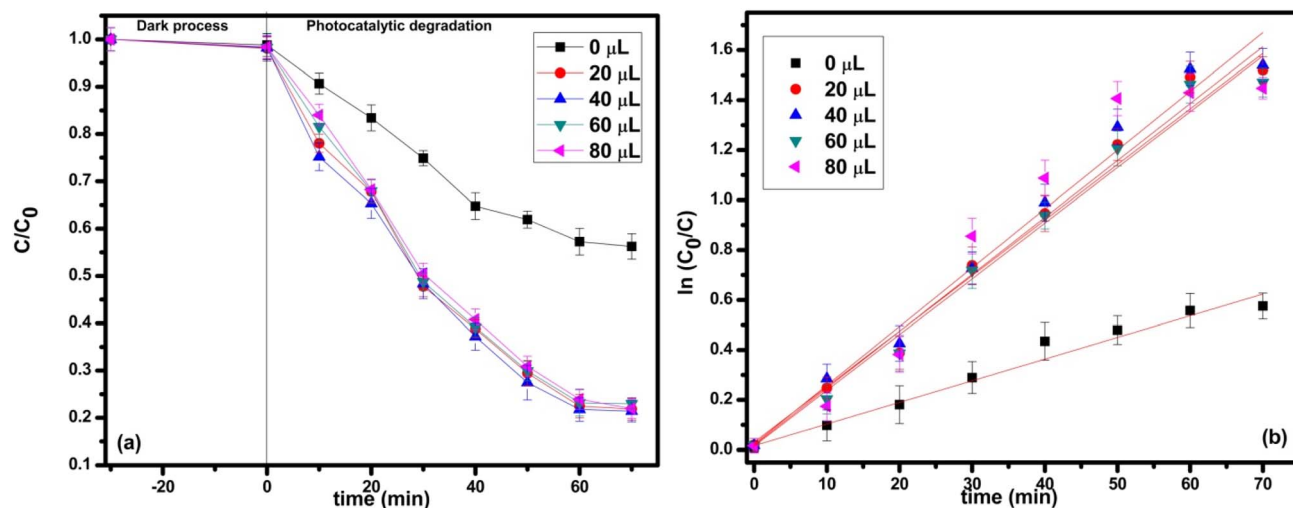 Dark process
Photocatalytic degradation
1.0
0.9
0.8
0.7
0.6
0.5
0.4
0.3
0.2
0.1
C/C₀
0 μL
20 μL
40 μL
60 μL
80 μL
(a)
-20 0 20 40 60
time (min)
1.6
1.4
1.2
1.0
0.8
0.6
0.4
0.2
0.0
ln (C₀/C)
0 μL
20 μL
40 μL
60 μL
80 μL
(b)
0 10 20 30 40 50 60 70
time (min)